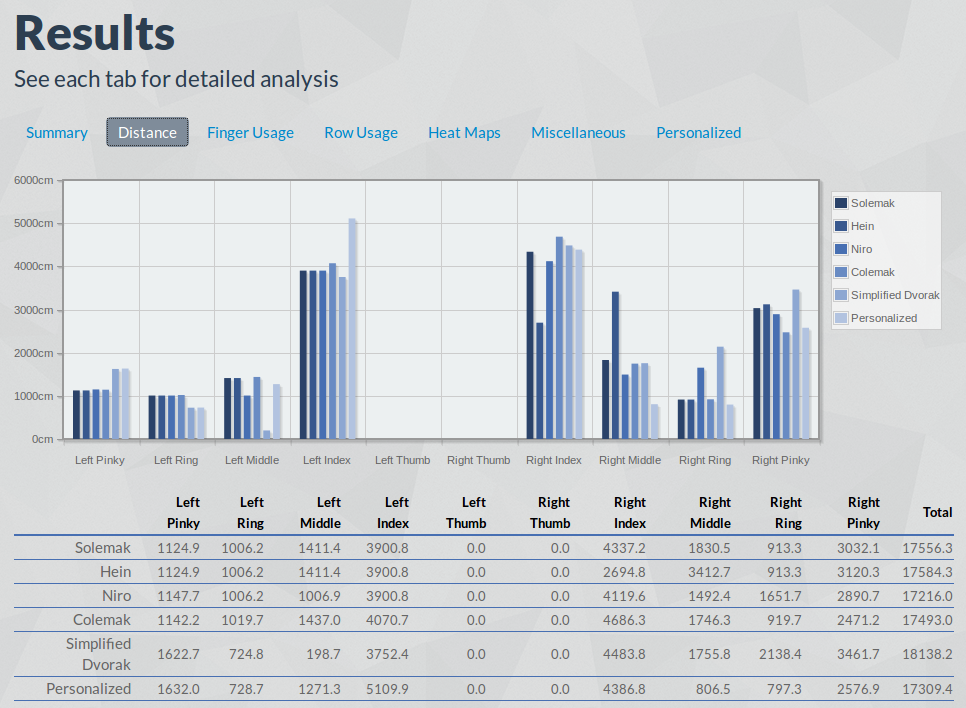 Results
See each tab for detailed analysis
Summary Distance Finger Usage Row Usage Heat Maps Miscellaneous Personalized
6000cm
5000cm
4000cm
3000cm
2000cm
1000cm
0cm
Left Pinky Left Ring Left Middle Left Index Left Thumb Right Thumb Right Index Right Middle Right Ring Right Pinky
Solemak
Hein
Niro
Colemak
Simplified Dvorak
Personalized
Left Left Left Left Left Right Right Right Right Right
Pinky Ring Middle Index Thumb Thumb Index Middle Ring Pinky Total
Solemak 1124.9 1006.2 1411.4 3900.8 0.0 0.0 4337.2 1830.5 913.3 3032.1 17556.3
Hein 1124.9 1006.2 1411.4 3900.8 0.0 0.0 2694.8 3412.7 913.3 3120.3 17584.3
Niro 1147.7 1006.2 1006.9 3900.8 0.0 0.0 4119.6 1492.4 1651.7 2890.7 17216.0
Colemak 1142.2 1019.7 1437.0 4070.7 0.0 0.0 4686.3 1746.3 919.7 2471.2 17493.0
Simplified
Dvorak 1622.7 724.8 198.7 3752.4 0.0 0.0 4483.8 1755.8 2138.4 3461.7 18138.2
Personalized 1632.0 728.7 1271.3 5109.9 0.0 0.0 4386.8 806.5 797.3 2576.9 17309.4